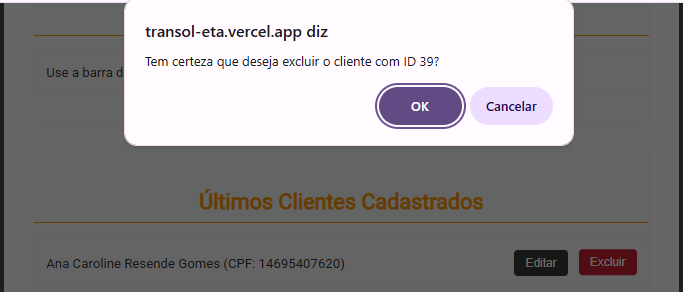 transol-eta.vercel.app diz
Tem certeza que deseja excluir o cliente com ID 39?
OK
Cancelar
Use a barra d
Últimos Clientes Cadastrados
Ana Caroline Resende Gomes (CPF: 14695407620)
Editar
Excluir